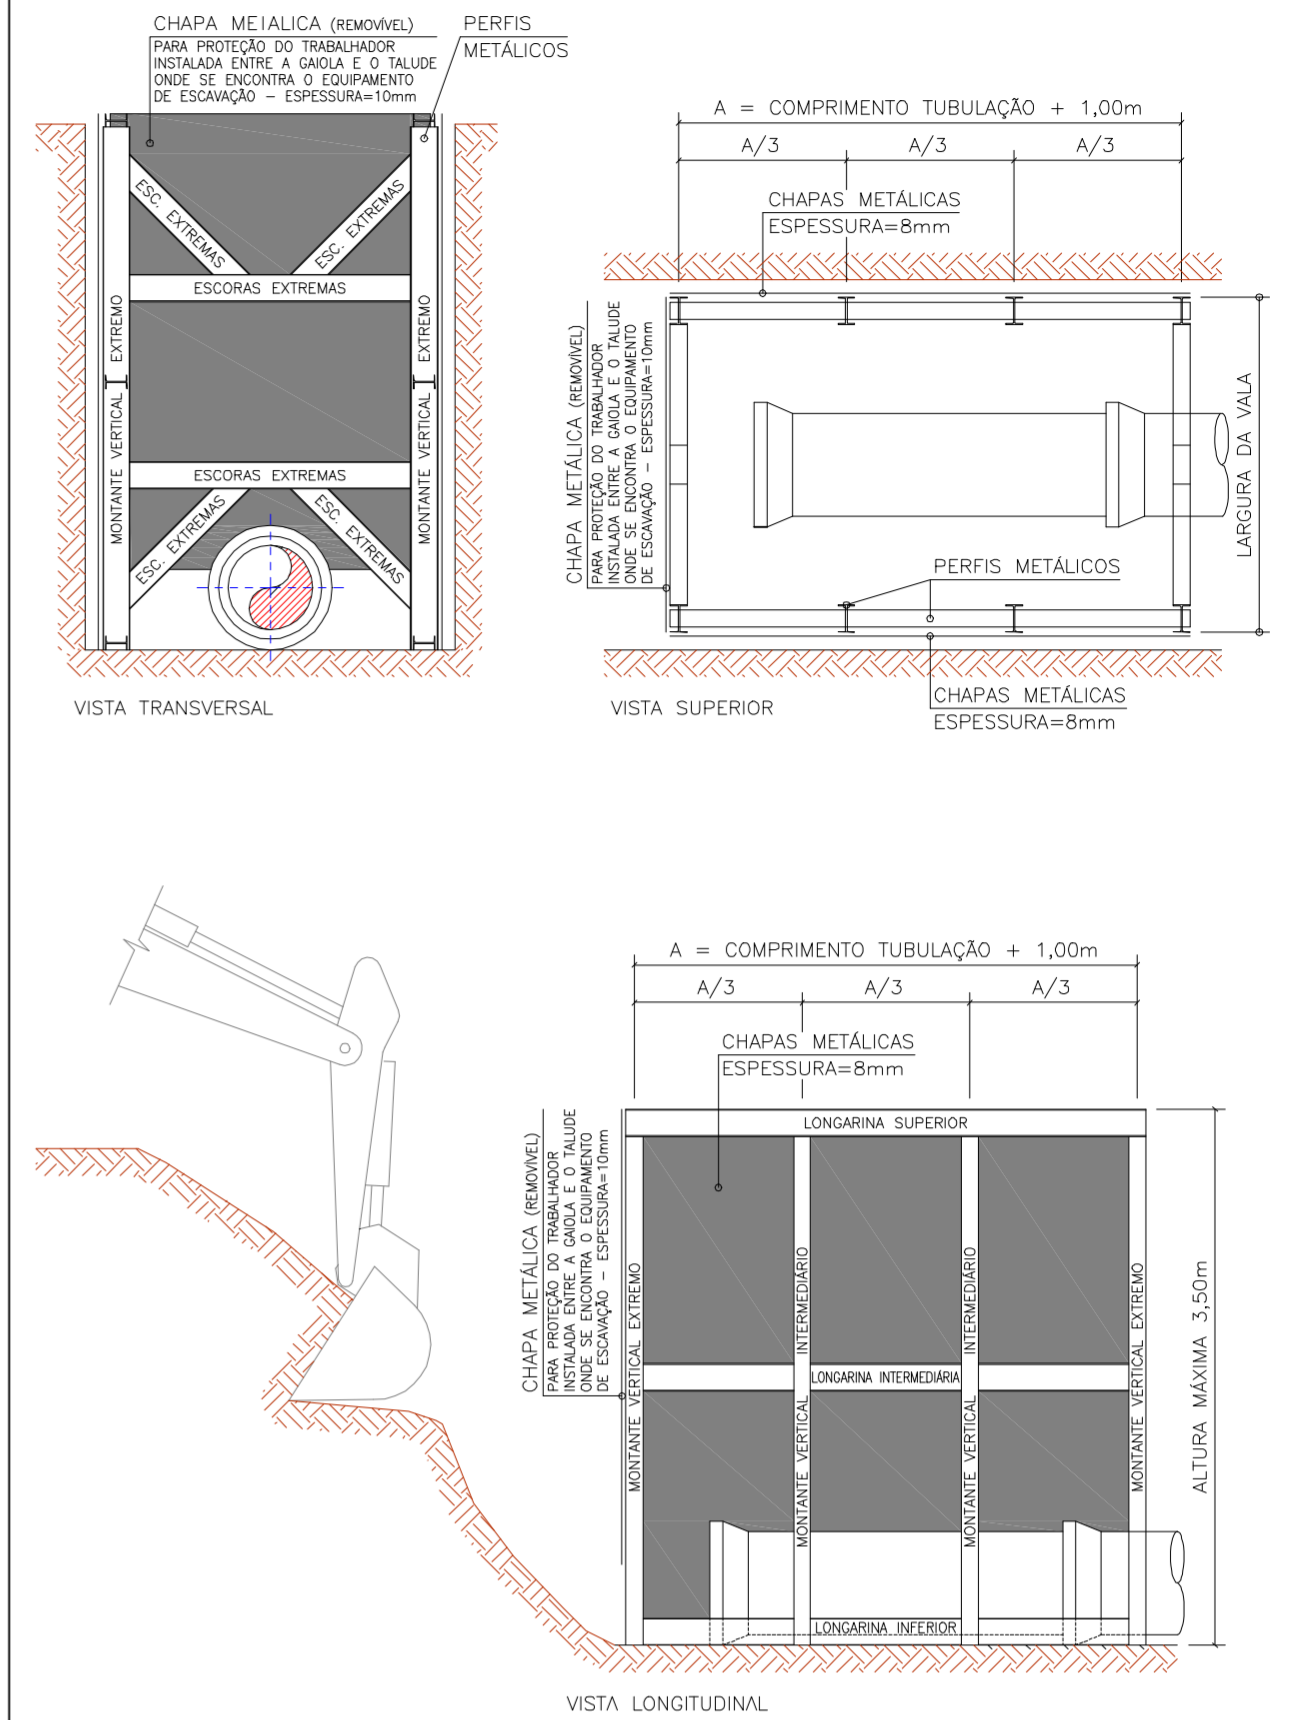 CHAPA METALICA (REMOVÍVEL)
PARA PROTEÇÃO DO TRABALHADOR
INSTALADA ENTRE A GAIOLA E O TALUDE
ONDE SE ENCONTRA O EQUIPAMENTO
DE ESCAVAÇÃO – ESPESSURA=10mm
PERFIS
METÁLICOS
ESC. EXTREMAS
ESC. EXTREMAS
ESCORAS EXTREMAS
MONTANTE VERTICAL EXTREMO
MONTANTE VERTICAL EXTREMO
ESCORAS EXTREMAS
ESC. EXTREMAS
ESC. EXTREMAS
VISTA TRANSVERSAL
A = COMPRIMENTO TUBULAÇÃO + 1,00m
A/3
A/3
A/3
CHAPAS METÁLICAS
ESPESSURA=8mm
CHAPA METÁLICA (REMOVÍVEL)
PARA PROTEÇÃO DO TRABALHADOR
INSTALADA ENTRE A GAIOLA E O TALUDE
ONDE SE ENCONTRA O EQUIPAMENTO
DE ESCAVAÇÃO – ESPESSURA=10mm
LARGURA DA VALA
PERFIS METÁLICOS
CHAPAS METÁLICAS
ESPESSURA=8mm
VISTA SUPERIOR
A = COMPRIMENTO TUBULAÇÃO + 1,00m
A/3
A/3
A/3
CHAPAS METÁLICAS
ESPESSURA=8mm
CHAPA METÁLICA (REMOVÍVEL)
PARA PROTEÇÃO DO TRABALHADOR
INSTALADA ENTRE A GAIOLA E O TALUDE
ONDE SE ENCONTRA O EQUIPAMENTO
DE ESCAVAÇÃO – ESPESSURA=10mm
LONGARINA SUPERIOR
MONTANTE VERTICAL EXTREMO
MONTANTE VERTICAL INTERMEDIÁRIO
MONTANTE VERTICAL INTERMEDIÁRIO
MONTANTE VERTICAL EXTREMO
LONGARINA INTERMEDIÁRIA
LONGARINA INFERIOR
ALTURA MÁXIMA 3,50m
VISTA LONGITUDINAL